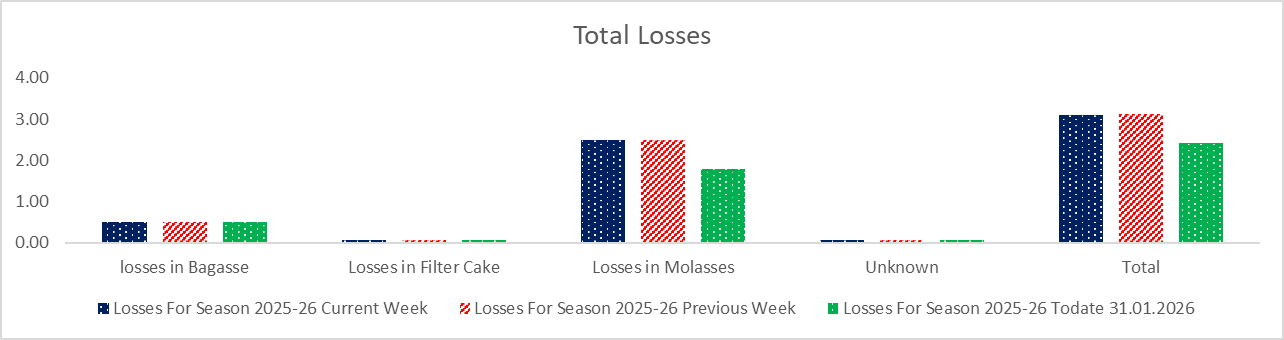 Total Losses
4.00
3.00
2.00
1.00
0.00
losses in Bagasse
Losses in Filter Cake
Losses in Molasses
Unknown
Total
Losses For Season 2025-26 Current Week
Losses For Season 2025-26 Previous Week
Losses For Season 2025-26 Todate 31.01.2026